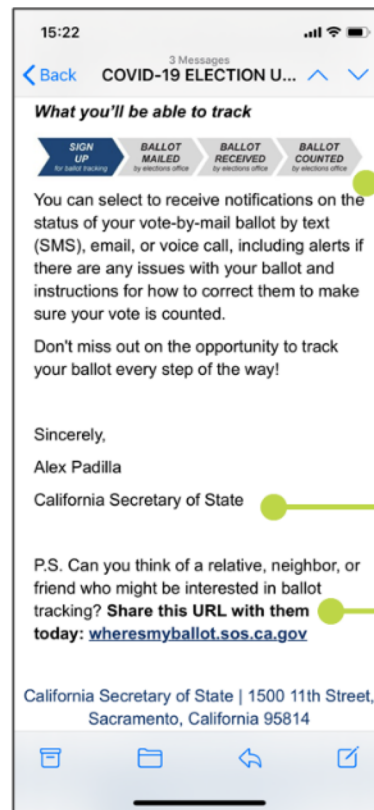 15:22
3 Messages
Back COVID-19 ELECTION U...
What you'll be able to track
SIGN UP for ballot tracking
BALLOT MAILED by elections office
BALLOT RECEIVED by elections office
BALLOT COUNTED by elections office
You can select to receive notifications on the
status of your vote-by-mail ballot by text
(SMS), email, or voice call, including alerts if
there are any issues with your ballot and
instructions for how to correct them to make
sure your vote is counted.
Don't miss out on the opportunity to track
your ballot every step of the way!
Sincerely,
Alex Padilla
California Secretary of State
P.S. Can you think of a relative, neighbor, or
friend who might be interested in ballot
tracking? Share this URL with them
today: wheresmyballot.sos.ca.gov
California Secretary of State | 1500 11th Street,
Sacramento, California 95814